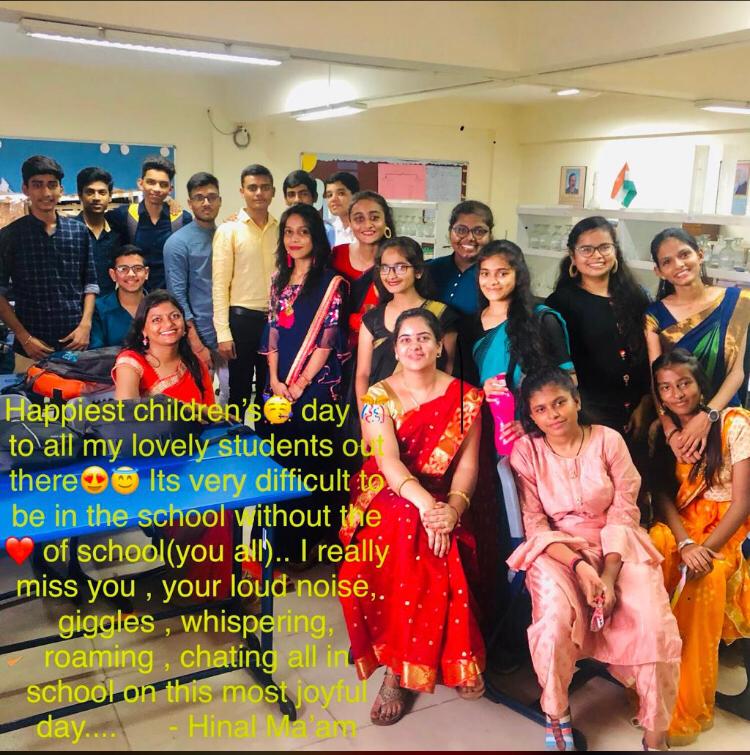 Happiest children's😚 day 🎊
to all my lovely students out
there😍😇 Its very difficult to
be in the school without the
❤️ of school(you all).. I really
miss you , your loud noise,
giggles , whispering,
roaming , chating all in
school on this most joyful
day.... - Hinal Ma'am